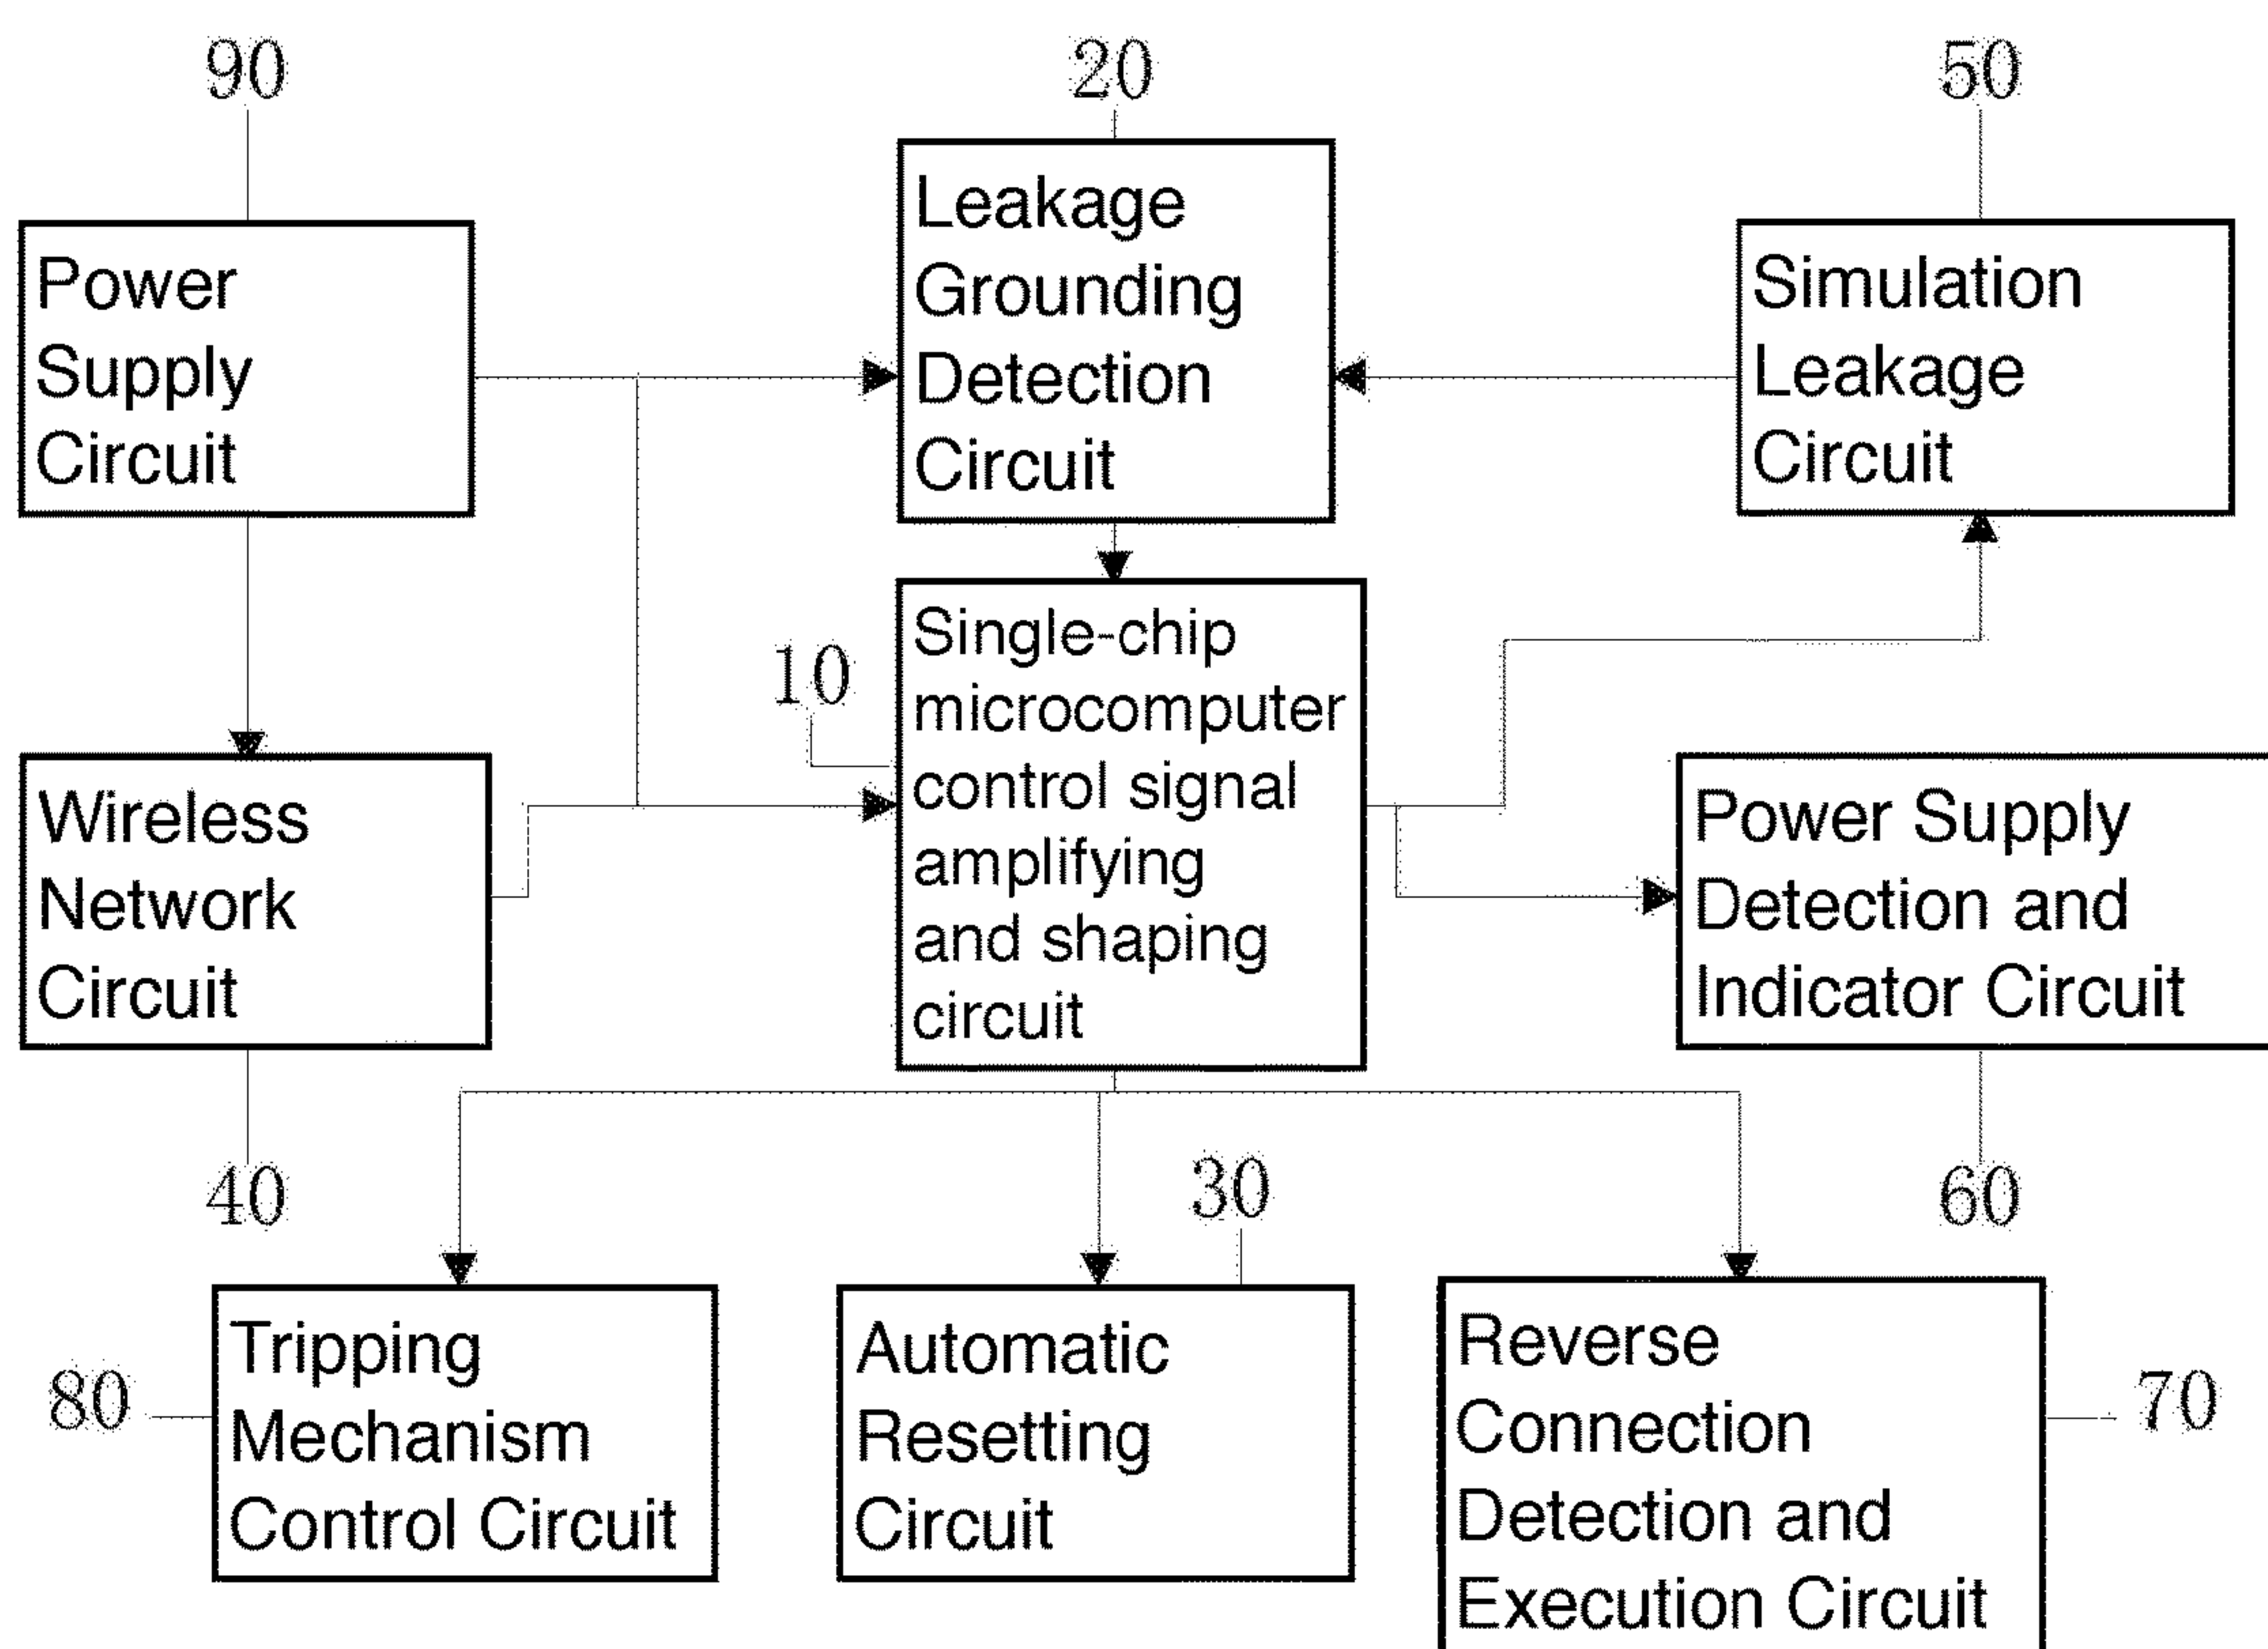 90
20
50
Power
Supply
Circuit
Leakage
Grounding
Detection
Circuit
Simulation
Leakage
Circuit
10
Single-chip
microcomputer
control signal
amplifying
and shaping
circuit
Wireless
Network
Circuit
Power Supply
Detection and
Indicator Circuit
40
30
60
80
Tripping
Mechanism
Control Circuit
Automatic
Resetting
Circuit
Reverse
Connection
Detection and
Execution Circuit
70